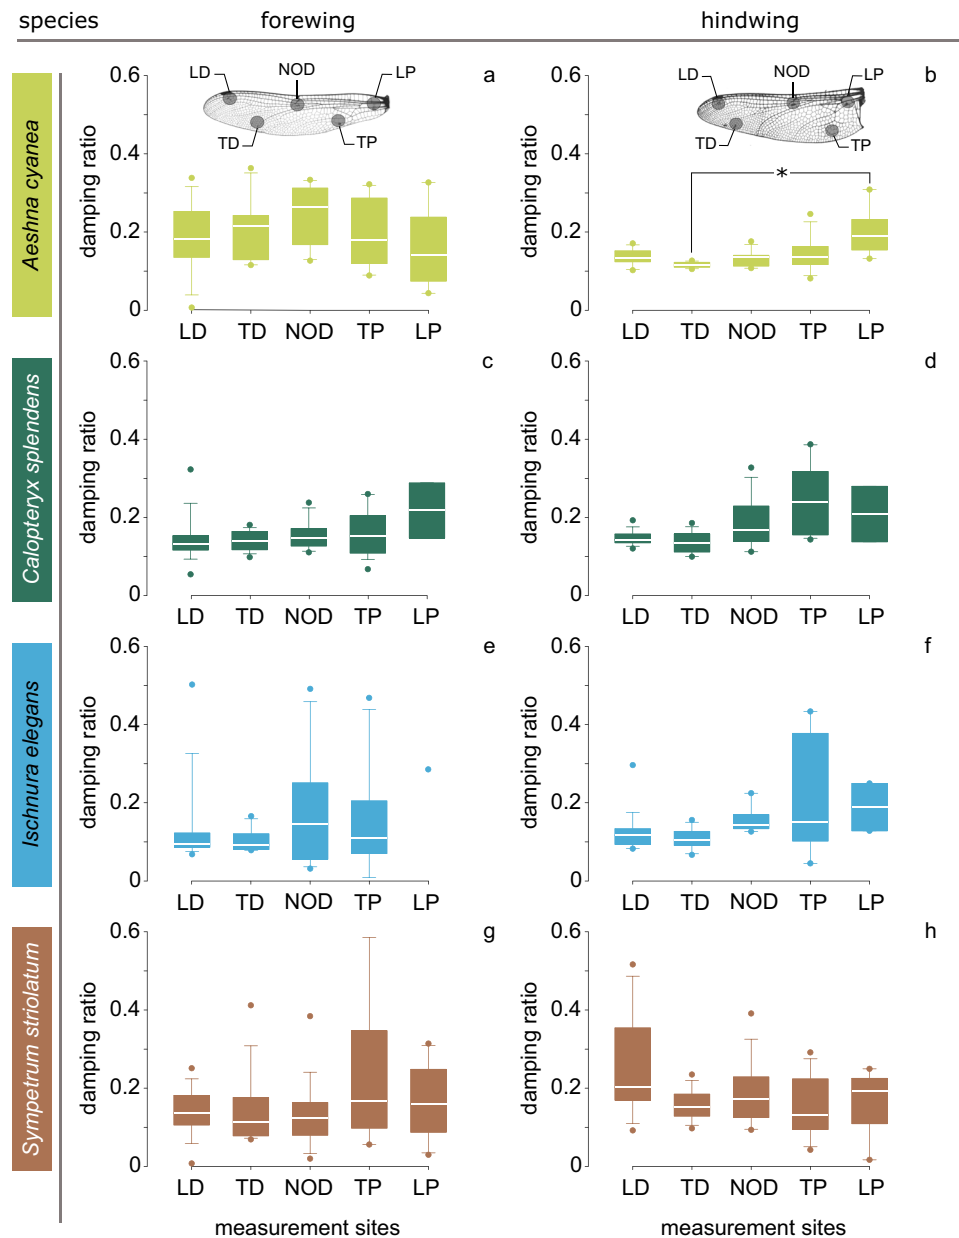 species forewing hindwing
Aeshna cyanea
damping ratio
0.6
0.4
0.2
0
a
LD NOD LP
TD TP
LD TD NOD TP LP
damping ratio
0.6
0.4
0.2
0
b
LD NOD LP
TD TP
*
LD TD NOD TP LP
Calopteryx splendens
damping ratio
0.6
0.4
0.2
0
c
LD TD NOD TP LP
damping ratio
0.6
0.4
0.2
0
d
LD TD NOD TP LP
Ischnura elegans
damping ratio
0.6
0.4
0.2
0
e
LD TD NOD TP LP
damping ratio
0.6
0.4
0.2
0
f
LD TD NOD TP LP
Sympetrum striolatum
damping ratio
0.6
0.4
0.2
0
g
LD TD NOD TP LP
measurement sites
damping ratio
0.6
0.4
0.2
0
h
LD TD NOD TP LP
measurement sites